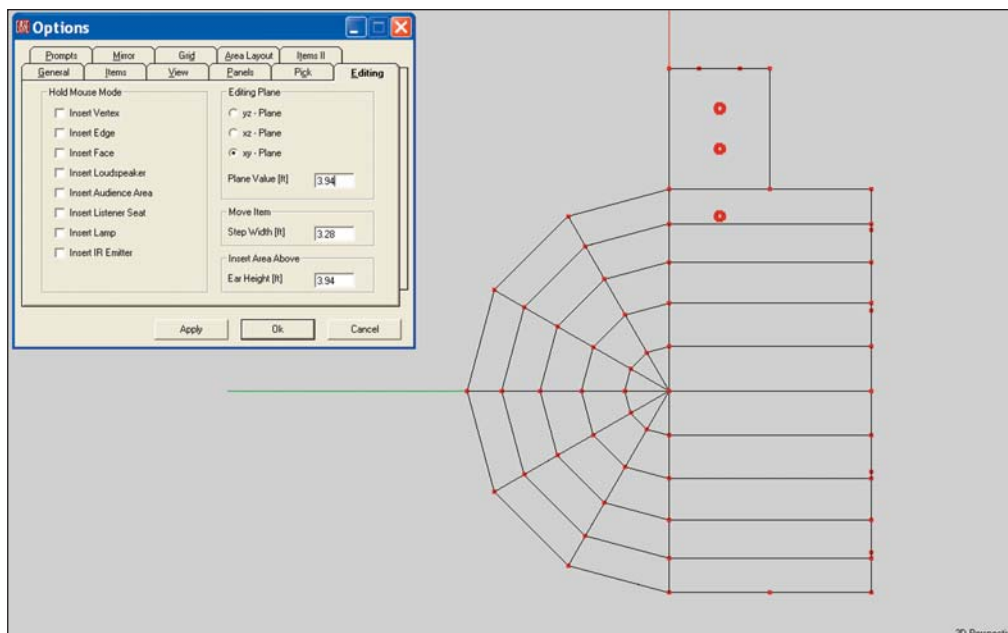 Options
Prompts Mirror Grid Area Layout Items II
General Items View Panels Pick Editing
Hold Mouse Mode
Insert Vertex
Insert Edge
Insert Face
Insert Loudspeaker
Insert Audience Area
Insert Listener Seat
Insert Lamp
Insert IR Emitter
Editing Plane
yz - Plane
xz - Plane
xy - Plane
Plane Value [ft] 3.94
Move Item
Step Width [ft] 3.28
Insert Area Above
Ear Height [ft] 3.94
Apply Ok Cancel